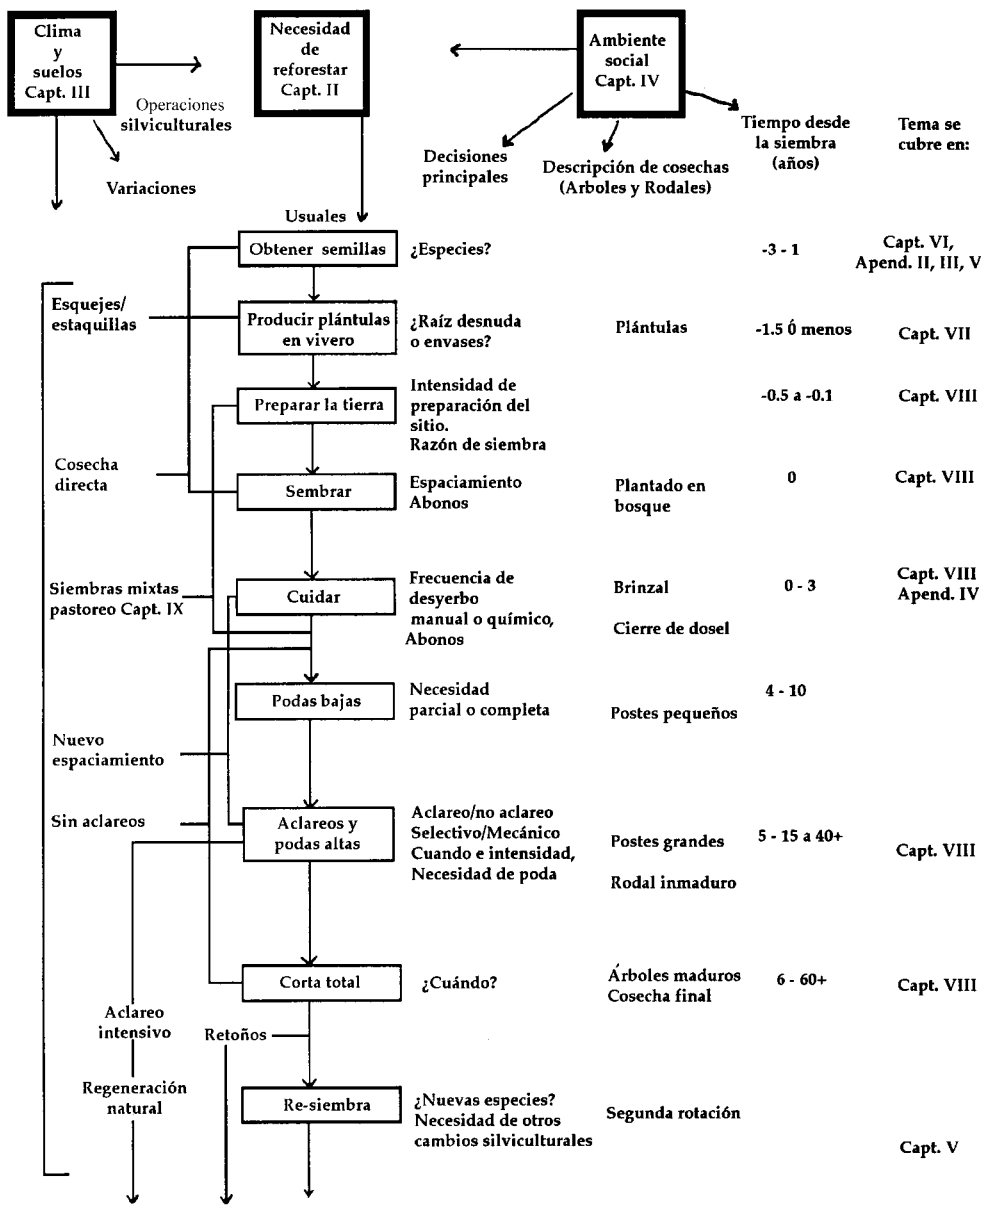 Clima
y
suelos
Capt. III
Necesidad
de
reforestar
Capt. II
Ambiente
social
Capt. IV
Operaciones
silviculturales
Variaciones
Decisiones
principales
Descripción de cosechas
(Arboles y Rodales)
Tiempo desde
la siembra
(años)
Tema se
cubre en:
Usuales
Obtener semillas
¿Especies?
-3 - 1
Capt. VI,
Apend. II, III, V
Esquejes/
estaquillas
Producir plántulas
en vivero
¿Raíz desnuda
o envases?
Plántulas
-1.5 Ó menos
Capt. VII
Preparar la tierra
Intensidad de
preparación del
sitio.
Razón de siembra
-0.5 a -0.1
Capt. VIII
Cosecha
directa
Sembrar
Espaciamiento
Abonos
Plantado en
bosque
0
Capt. VIII
Siembras mixtas
pastoreo Capt. IX
Cuidar
Frecuencia de
desyerbo
manual o químico,
Abonos
Brinzal
Cierre de dosel
0 - 3
Capt. VIII
Apend. IV
Podas bajas
Necesidad
parcial o completa
Postes pequeños
4 - 10
Nuevo
espaciamiento
Sin aclareos
Aclareos y
podas altas
Aclareo/no aclareo
Selectivo/Mecánico
Cuando e intensidad,
Necesidad de poda
Postes grandes
Rodal inmaduro
5 - 15 a 40+
Capt. VIII
Corta total
¿Cuándo?
Árboles maduros
Cosecha final
6 - 60+
Capt. VIII
Aclareo
intensivo
Retoños
Regeneración
natural
Re-siembra
¿Nuevas especies?
Necesidad de otros
cambios silviculturales
Segunda rotación
Capt. V